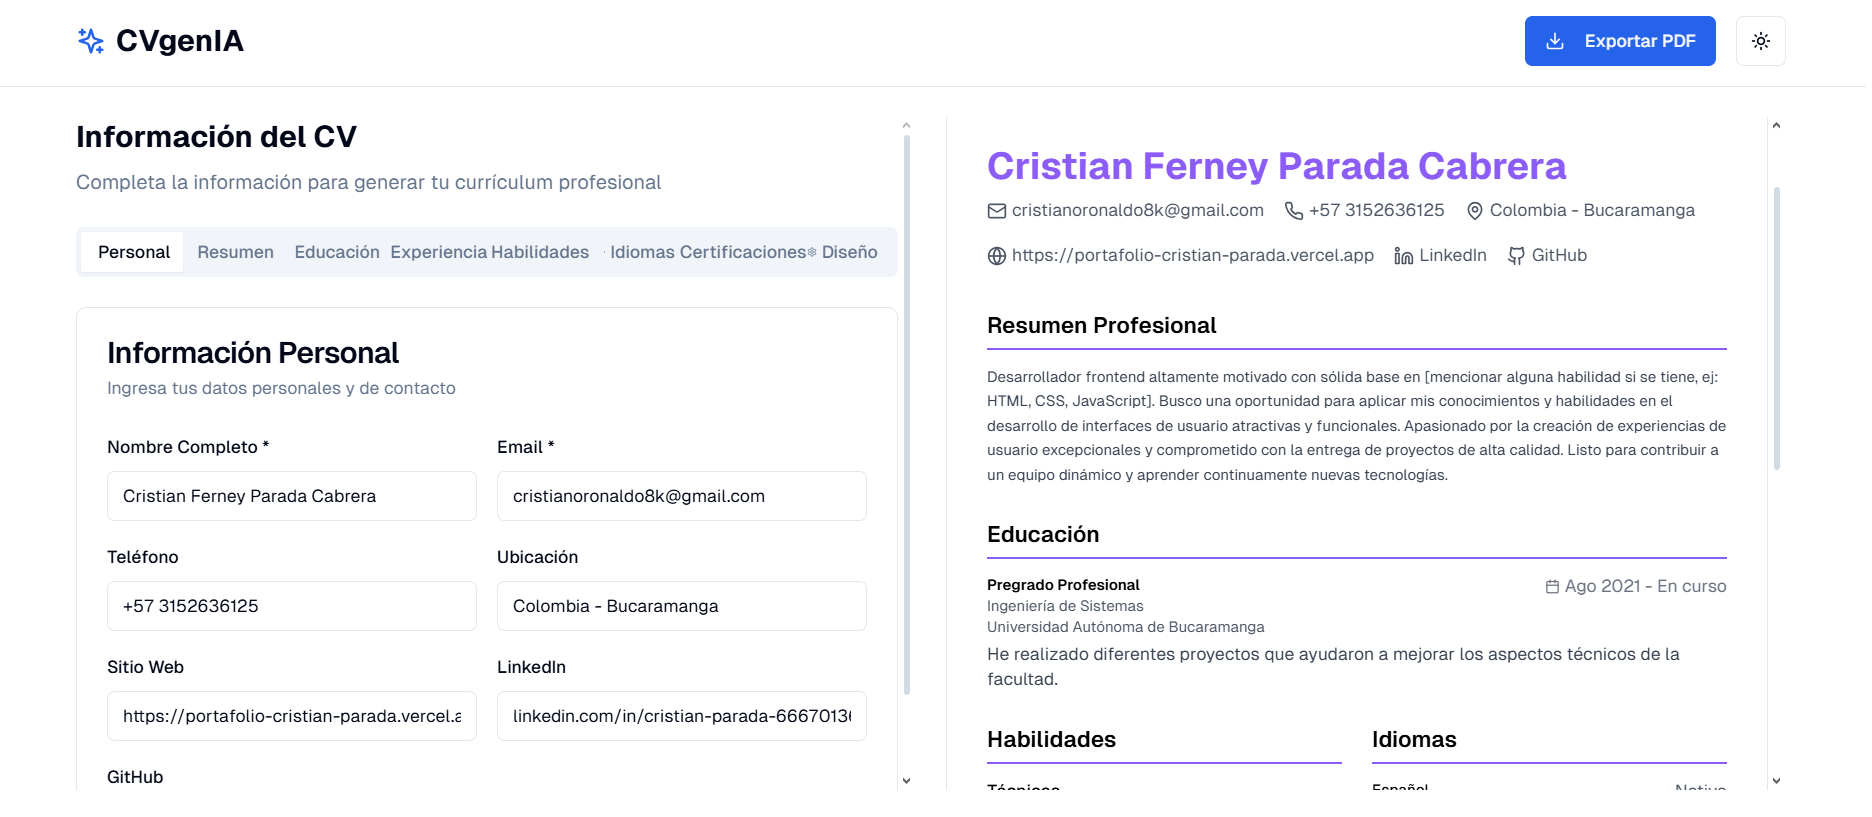 CVgenIA
Exportar PDF
Información del CV
Completa la información para generar tu currículum profesional
Personal Resumen Educación Experiencia Habilidades Idiomas Certificaciones Diseño
Información Personal
Ingresa tus datos personales y de contacto
Nombre Completo * Email *
Cristian Ferney Parada Cabrera cristianoronaldo8k@gmail.com
Teléfono Ubicación
+57 3152636125 Colombia - Bucaramanga
Sitio Web LinkedIn
https://portafolio-cristian-parada.vercel.a linkedin.com/in/cristian-parada-6667013
GitHub
Cristian Ferney Parada Cabrera
cristianoronaldo8k@gmail.com +57 3152636125 Colombia - Bucaramanga
https://portafolio-cristian-parada.vercel.app LinkedIn GitHub
Resumen Profesional
Desarrollador frontend altamente motivado con sólida base en [mencionar alguna habilidad si se tiene, ej:
HTML, CSS, JavaScript]. Busco una oportunidad para aplicar mis conocimientos y habilidades en el
desarrollo de interfaces de usuario atractivas y funcionales. Apasionado por la creación de experiencias de
usuario excepcionales y comprometido con la entrega de proyectos de alta calidad. Listo para contribuir a
un equipo dinámico y aprender continuamente nuevas tecnologías.
Educación
Pregrado Profesional Ago 2021 - En curso
Ingeniería de Sistemas
Universidad Autónoma de Bucaramanga
He realizado diferentes proyectos que ayudaron a mejorar los aspectos técnicos de la
facultad.
Habilidades Idiomas
Técnicos Español Nativo